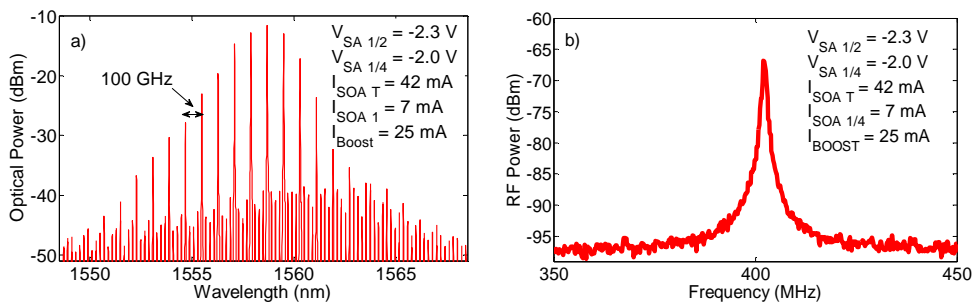 a)
V_SA 1/2 = -2.3 V
V_SA 1/4 = -2.0 V
I_SOA T = 42 mA
I_SOA 1 = 7 mA
I_Boost = 25 mA
100 GHz
Optical Power (dBm)
-10
-20
-30
-40
-50
1550
1555
1560
1565
Wavelength (nm)
b)
V_SA 1/2 = -2.3 V
V_SA 1/4 = -2.0 V
I_SOA T = 42 mA
I_SOA 1/4 = 7 mA
I_BOOST = 25 mA
RF Power (dBm)
-60
-65
-70
-75
-80
-85
-90
-95
350
400
450
Frequency (MHz)